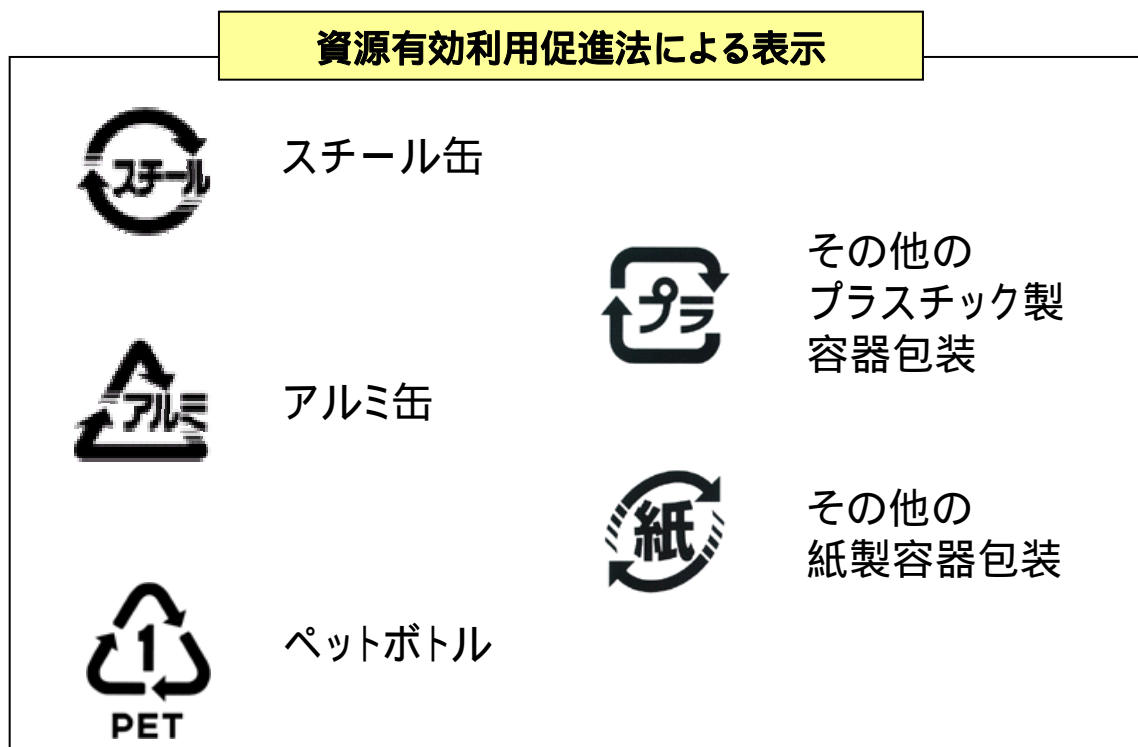 資源有効利用促進法による表示
スチール
スチール缶
アルミ
アルミ缶
1
PET
ペットボトル
プラ
その他の
プラスチック製
容器包装
紙
その他の
紙製容器包装